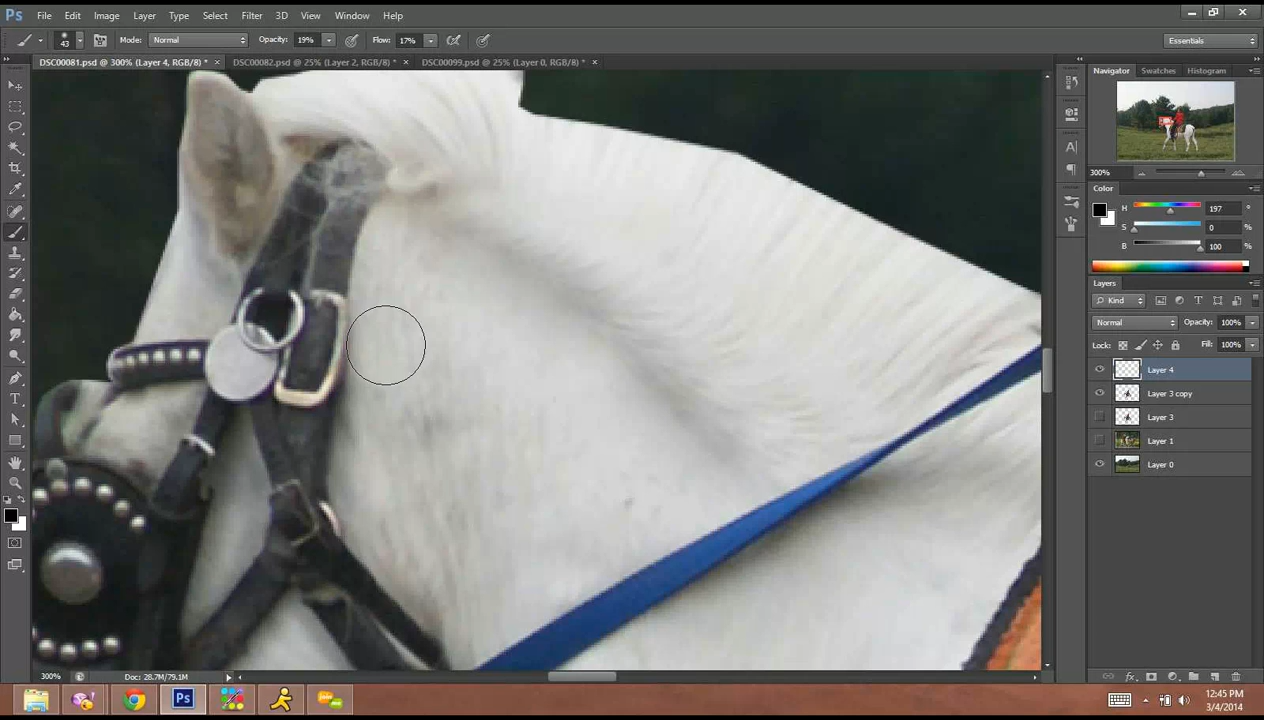 Ps File Edit Image Layer Type Select Filter 3D View Window Help
43 Mode: Normal Opacity: 19% Flow: 17% Essentials
DSC00081.psd @ 300% (Layer 4, RGB/8) * × DSC00082.psd @ 25% (Layer 2, RGB/8) * × DSC00099.psd @ 25% (Layer 0, RGB/8) * ×
Navigator Swatches Histogram
300%
Color
H 197 °
S 0 %
B 100 %
Layers
Kind
Normal Opacity: 100%
Lock: Fill: 100%
Layer 4
Layer 3 copy
Layer 3
Layer 1
Layer 0
300% Doc: 28.7M/79.1M
Ps
12:45 PM
3/4/2014